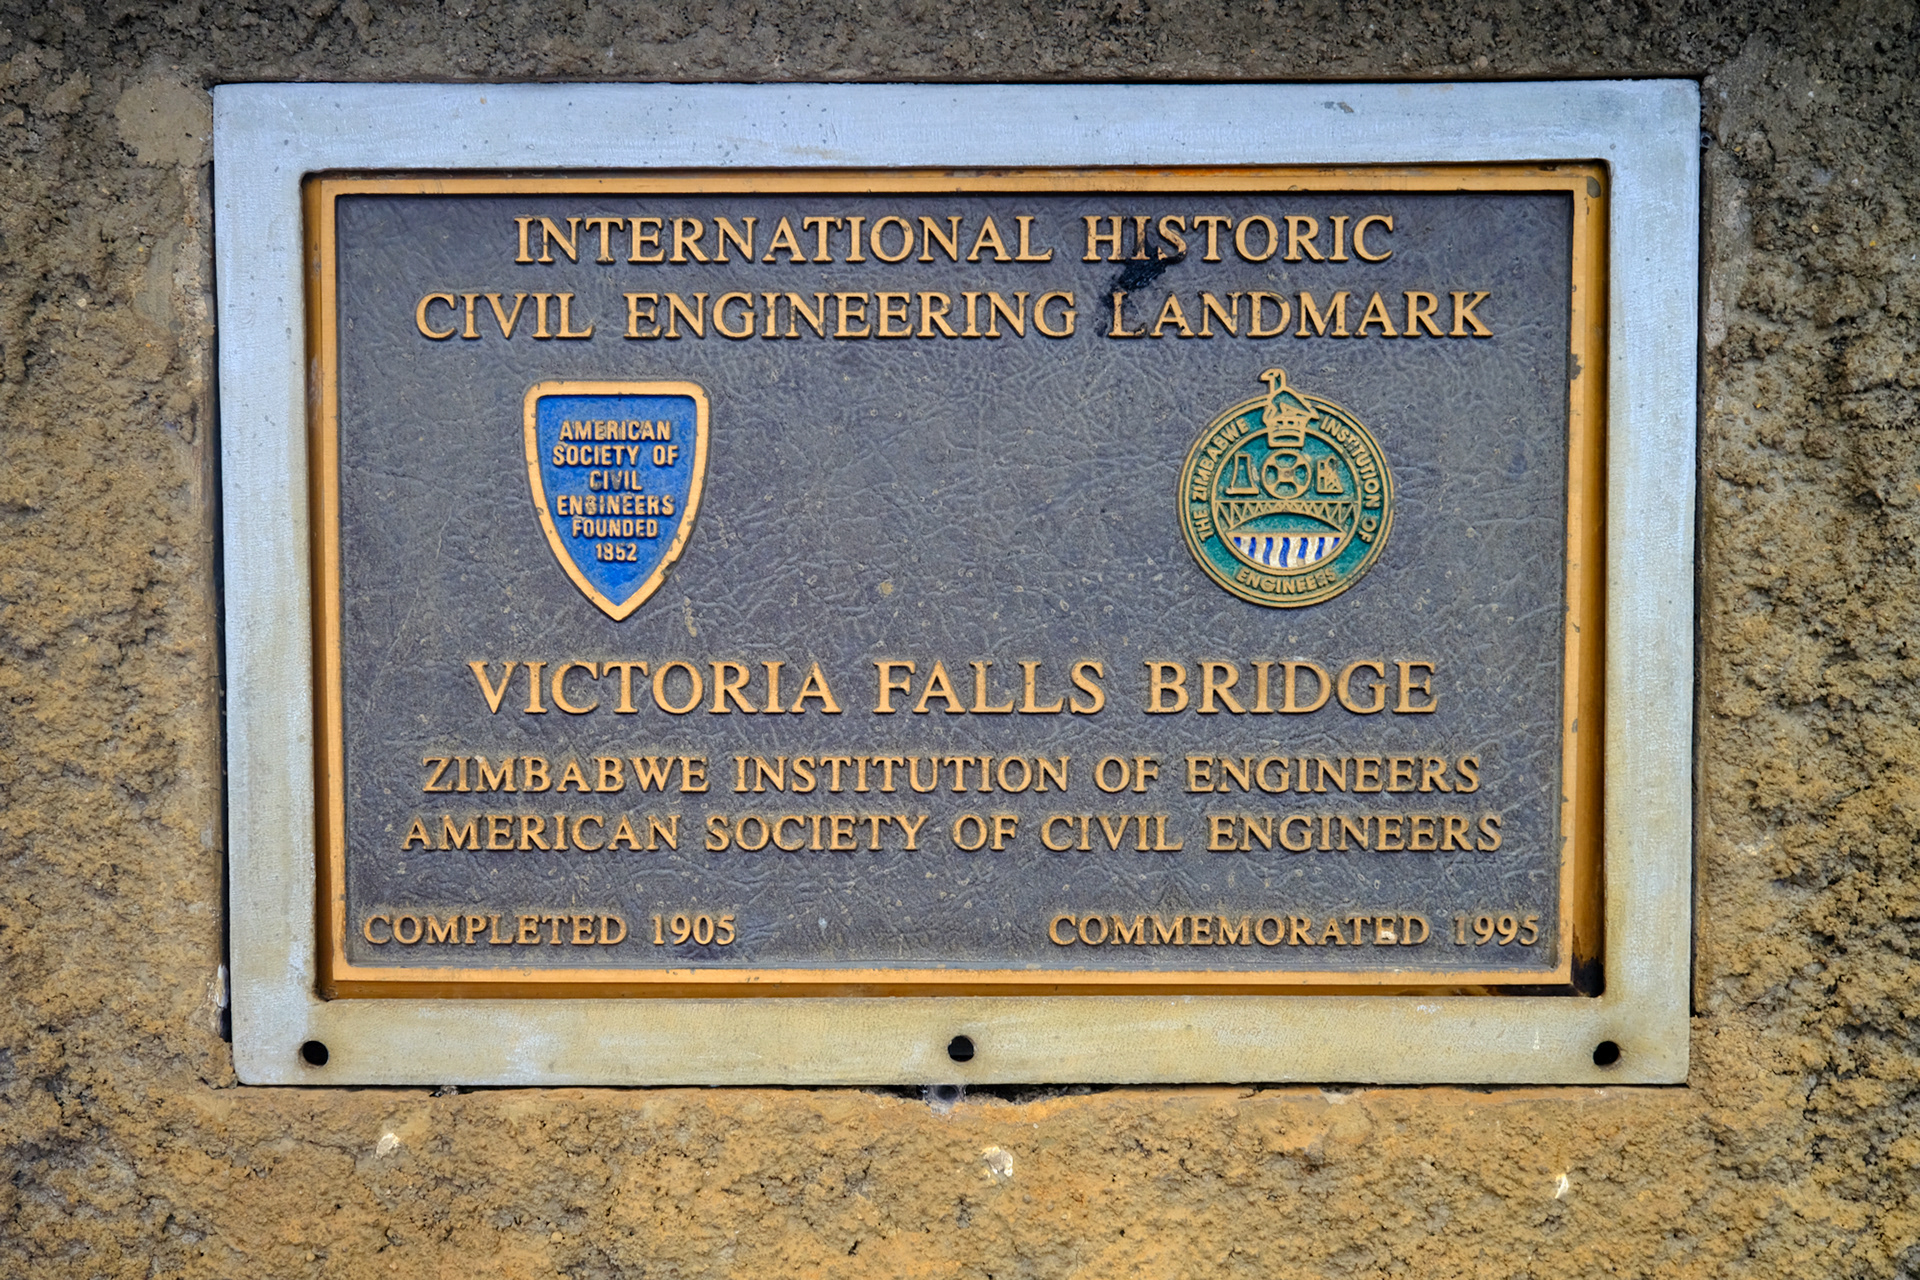 INTERNATIONAL HISTORIC
CIVIL ENGINEERING LANDMARK
AMERICAN
SOCIETY OF
CIVIL
ENGINEERS
FOUNDED
1852
THE ZIMBABWE INSTITUTION OF
ENGINEERS
VICTORIA FALLS BRIDGE
ZIMBABWE INSTITUTION OF ENGINEERS
AMERICAN SOCIETY OF CIVIL ENGINEERS
COMPLETED 1905
COMMEMORATED 1995